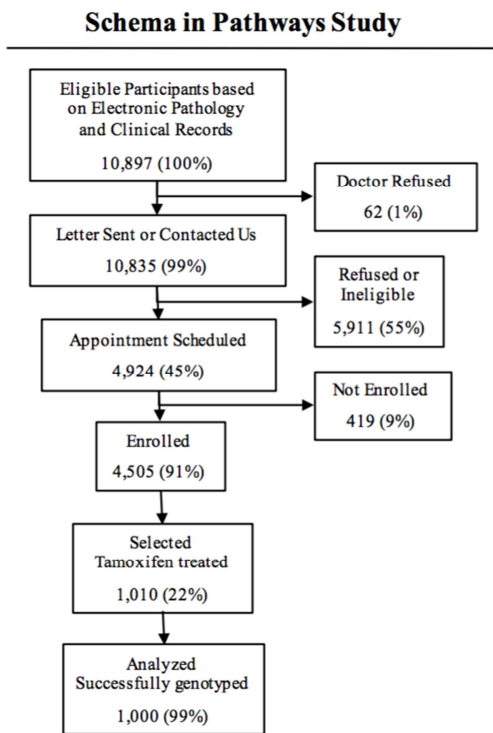 Schema in Pathways Study
Eligible Participants based
on Electronic Pathology
and Clinical Records
10,897 (100%)
Doctor Refused
62 (1%)
Letter Sent or Contacted Us
10,835 (99%)
Refused or
Ineligible
5,911 (55%)
Appointment Scheduled
4,924 (45%)
Not Enrolled
419 (9%)
Enrolled
4,505 (91%)
Selected
Tamoxifen treated
1,010 (22%)
Analyzed
Successfully genotyped
1,000 (99%)